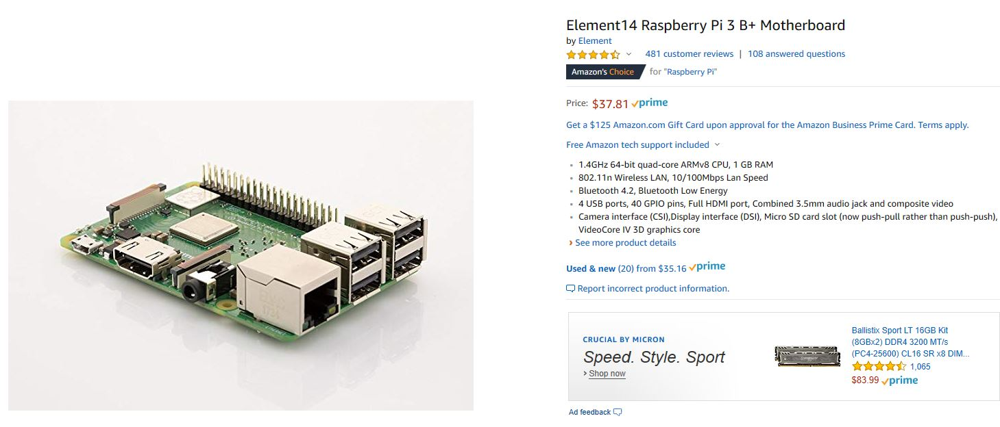 Element14 Raspberry Pi 3 B+ Motherboard
by Element
481 customer reviews | 108 answered questions
Amazon's Choice for "Raspberry Pi"
Price: $37.81 prime
Get a $125 Amazon.com Gift Card upon approval for the Amazon Business Prime Card. Terms apply.
Free Amazon tech support included
• 1.4GHz 64-bit quad-core ARMv8 CPU, 1 GB RAM
• 802.11n Wireless LAN, 10/100Mbps Lan Speed
• Bluetooth 4.2, Bluetooth Low Energy
• 4 USB ports, 40 GPIO pins, Full HDMI port, Combined 3.5mm audio jack and composite video
• Camera interface (CSI),Display interface (DSI), Micro SD card slot (now push-pull rather than push-push),
VideoCore IV 3D graphics core
› See more product details
Used & new (20) from $35.16 prime
Report incorrect product information.
CRUCIAL BY MICRON
Speed. Style. Sport
› Shop now
Ballistix Sport LT 16GB Kit
(8GBx2) DDR4 3200 MT/s
(PC4-25600) CL16 SR x8 DIM...
1,065
$83.99 prime
Ad feedback